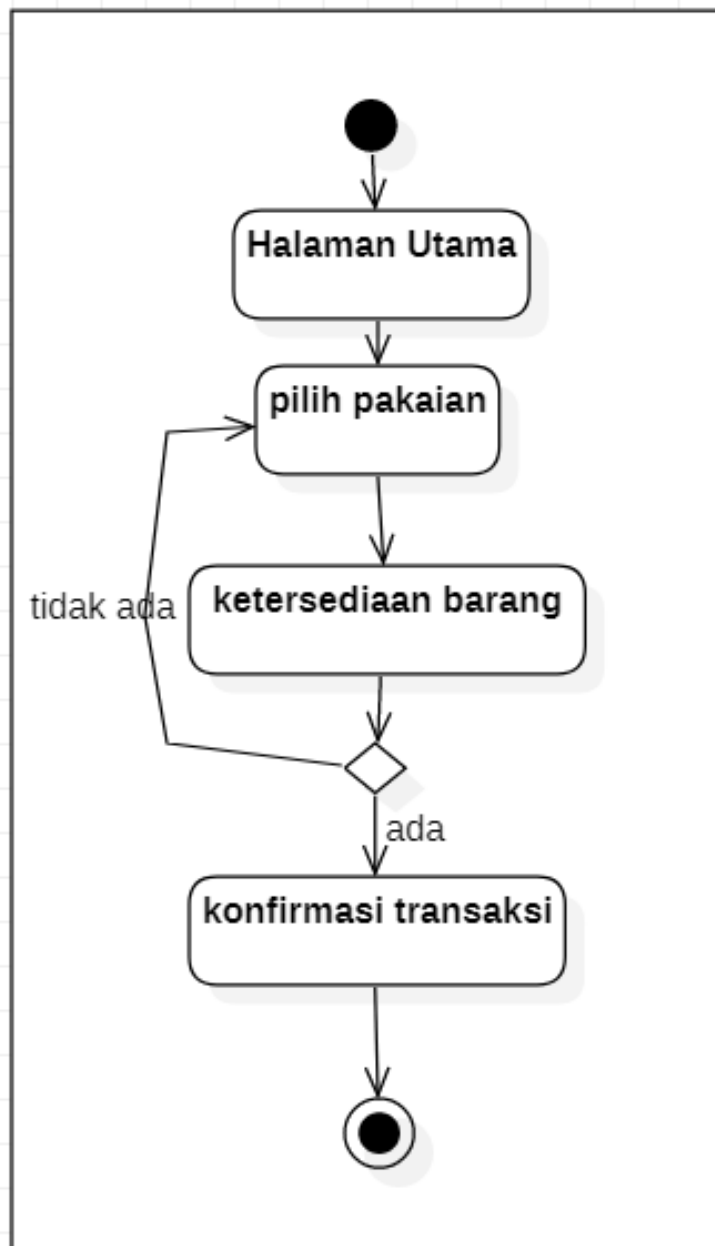 Halaman Utama
pilih pakaian
ketersediaan barang
tidak ada
ada
konfirmasi transaksi